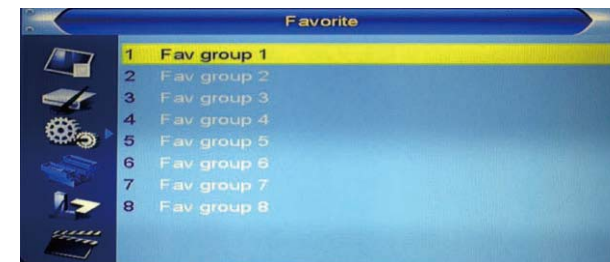 Favorite
1 Fav group 1
2 Fav group 2
3 Fav group 3
4 Fav group 4
5 Fav group 5
6 Fav group 6
7 Fav group 7
8 Fav group 8